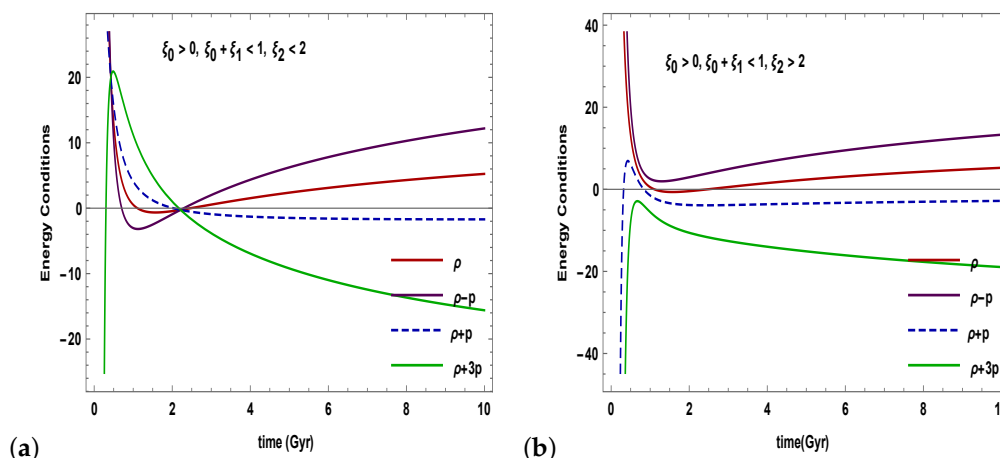 ξ₀ > 0, ξ₀ + ξ₁ < 1, ξ₂ < 2
Energy Conditions
20
10
0
−10
−20
ρ
ρ−p
ρ+p
ρ+3p
0 2 4 6 8 10
time (Gyr)
(a)
ξ₀ > 0, ξ₀ + ξ₁ < 1, ξ₂ > 2
Energy Conditions
40
20
0
−20
−40
ρ
ρ−p
ρ+p
ρ+3p
0 2 4 6 8 10
time(Gyr)
(b)